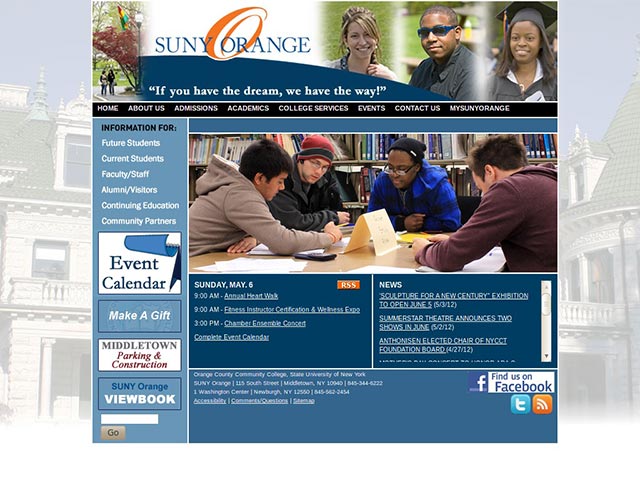 SUNY ORANGE
"If you have the dream, we have the way!"
HOME ABOUT US ADMISSIONS ACADEMICS COLLEGE SERVICES EVENTS CONTACT US MYSUNYORANGE
INFORMATION FOR:
Future Students
Current Students
Faculty/Staff
Alumni/Visitors
Continuing Education
Community Partners
Event
Calendar
Make A Gift
MIDDLETOWN
Parking &
Construction
SUNY Orange
VIEWBOOK
Go
SUNDAY, MAY. 6 RSS
9:00 AM - Annual Heart Walk
9:00 AM - Fitness Instructor Certification & Wellness Expo
3:00 PM - Chamber Ensemble Concert
Complete Event Calendar
NEWS
"SCULPTURE FOR A NEW CENTURY" EXHIBITION
TO OPEN JUNE 5 (5/3/12)
SUMMERSTAR THEATRE ANNOUNCES TWO
SHOWS IN JUNE (5/2/12)
ANTHONISEN ELECTED CHAIR OF NYCCT
FOUNDATION BOARD (4/27/12)
Orange County Community College, State University of New York
SUNY Orange | 115 South Street | Middletown, NY 10940 | 845-344-6222
1 Washington Center | Newburgh, NY 12550 | 845-562-2454
Accessibility | Comments/Questions | Sitemap
Find us on
Facebook